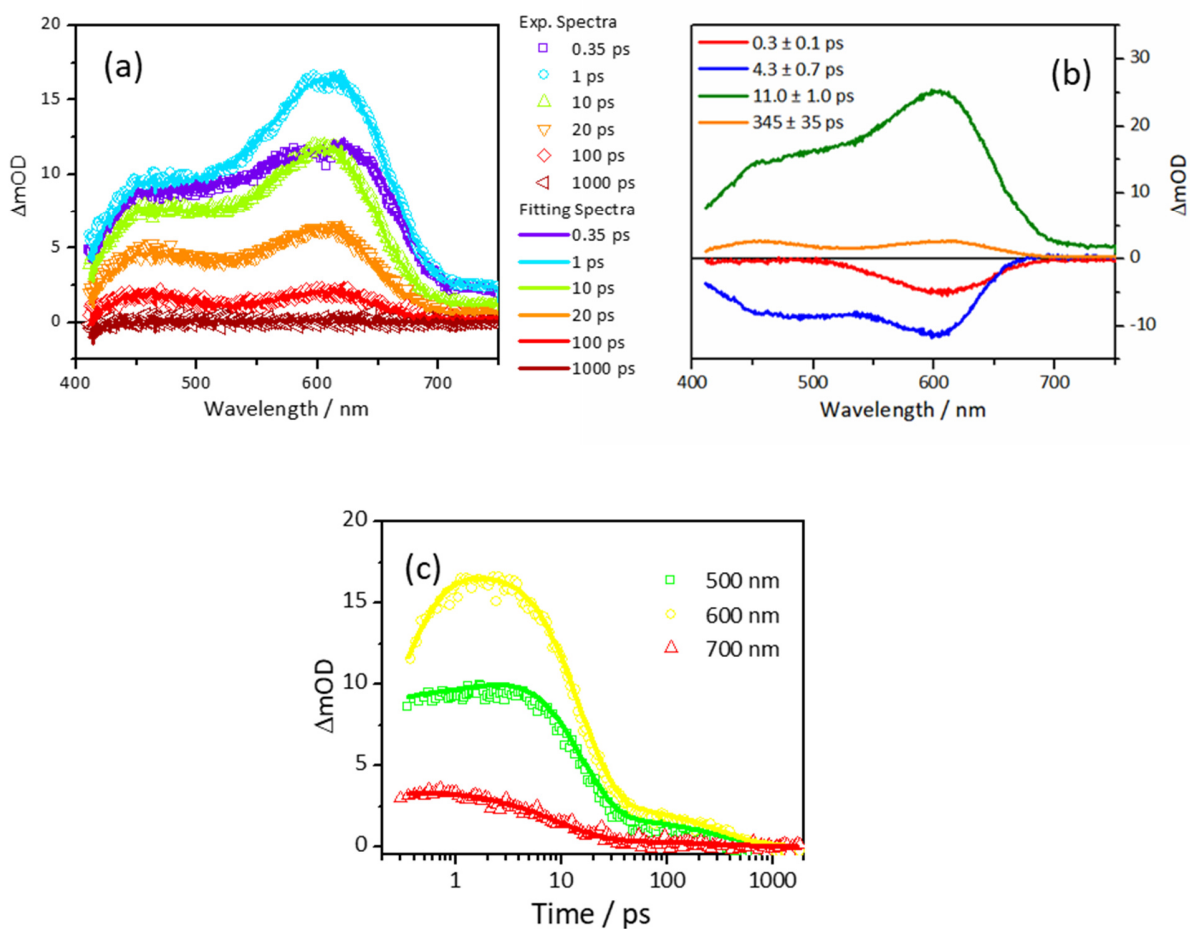 (a)
20
15
10
5
0
ΔmOD
400 500 600 700
Wavelength / nm
Exp. Spectra
0.35 ps
1 ps
10 ps
20 ps
100 ps
1000 ps
Fitting Spectra
0.35 ps
1 ps
10 ps
20 ps
100 ps
1000 ps
(b)
0.3 ± 0.1 ps
4.3 ± 0.7 ps
11.0 ± 1.0 ps
345 ± 35 ps
30
20
10
0
-10
ΔmOD
400 500 600 700
Wavelength / nm
(c)
20
15
10
5
0
ΔmOD
500 nm
600 nm
700 nm
1 10 100 1000
Time / ps